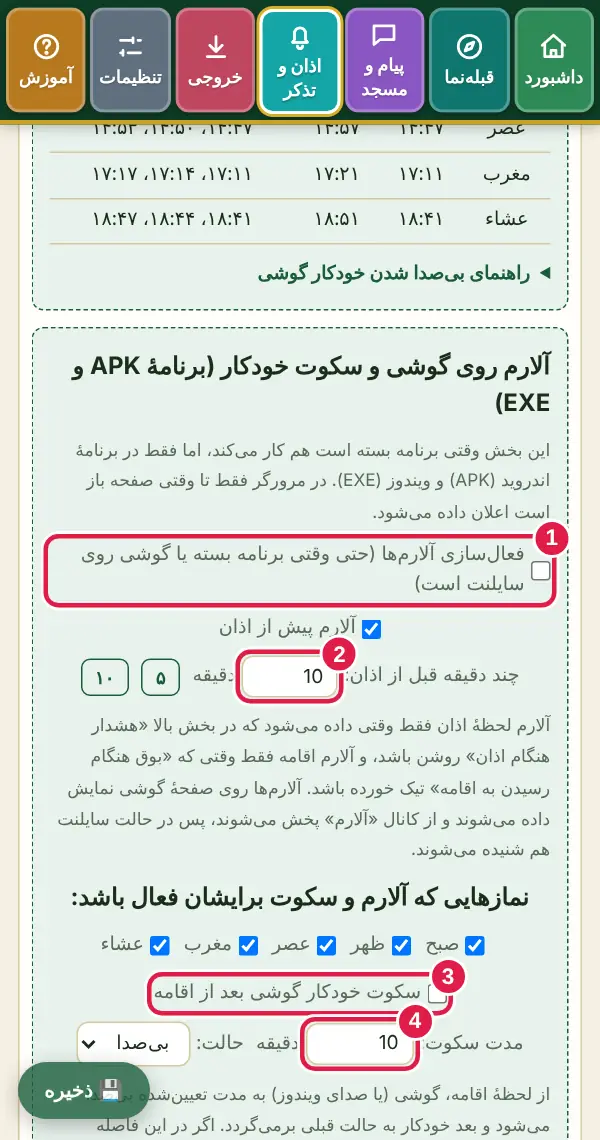 داشبورد
قبله‌نما
پیام و مسجد
اذان و تذکر
خروجی
تنظیمات
آموزش
عصر ۱۴:۴۷ ۱۴:۵۷ ۱۴:۴۷، ۱۴:۵۰، ۱۴:۵۳
مغرب ۱۷:۱۱ ۱۷:۲۱ ۱۷:۱۱، ۱۷:۱۴، ۱۷:۱۷
عشاء ۱۸:۴۱ ۱۸:۵۱ ۱۸:۴۱، ۱۸:۴۴، ۱۸:۴۷
راهنمای بی‌صدا شدن خودکار گوشی
آلارم روی گوشی و سکوت خودکار (برنامهٔ APK و
EXE)
این بخش وقتی برنامه بسته است هم کار می‌کند، اما فقط در برنامهٔ
اندروید (APK) و ویندوز (EXE). در مرورگر فقط تا وقتی صفحه باز
است اعلان داده می‌شود.
1
فعال‌سازی آلارم‌ها (حتی وقتی برنامه بسته یا گوشی روی
سایلنت است)
آلارم پیش از اذان
2
چند دقیقه قبل از اذان: 10 دقیقه ۵ ۱۰
آلارم لحظهٔ اذان فقط وقتی داده می‌شود که در بخش بالا «هشدار
هنگام اذان» روشن باشد، و آلارم اقامه فقط وقتی که «بوق هنگام
رسیدن به اقامه» تیک خورده باشد. آلارم‌ها روی صفحهٔ گوشی نمایش
داده می‌شوند و از کانال «آلارم» پخش می‌شوند، پس در حالت سایلنت
هم شنیده می‌شوند.
نمازهایی که آلارم و سکوت برایشان فعال باشد:
صبح ظهر عصر مغرب عشاء
3
سکوت خودکار گوشی بعد از اقامه
4
مدت سکوت: 10 دقیقه حالت: بی‌صدا
از لحظهٔ اقامه، گوشی (یا صدای ویندوز) به مدت تعیین‌شده
می‌شود و بعد خودکار به حالت قبلی برمی‌گردد. اگر در این فاصله
ذخیره